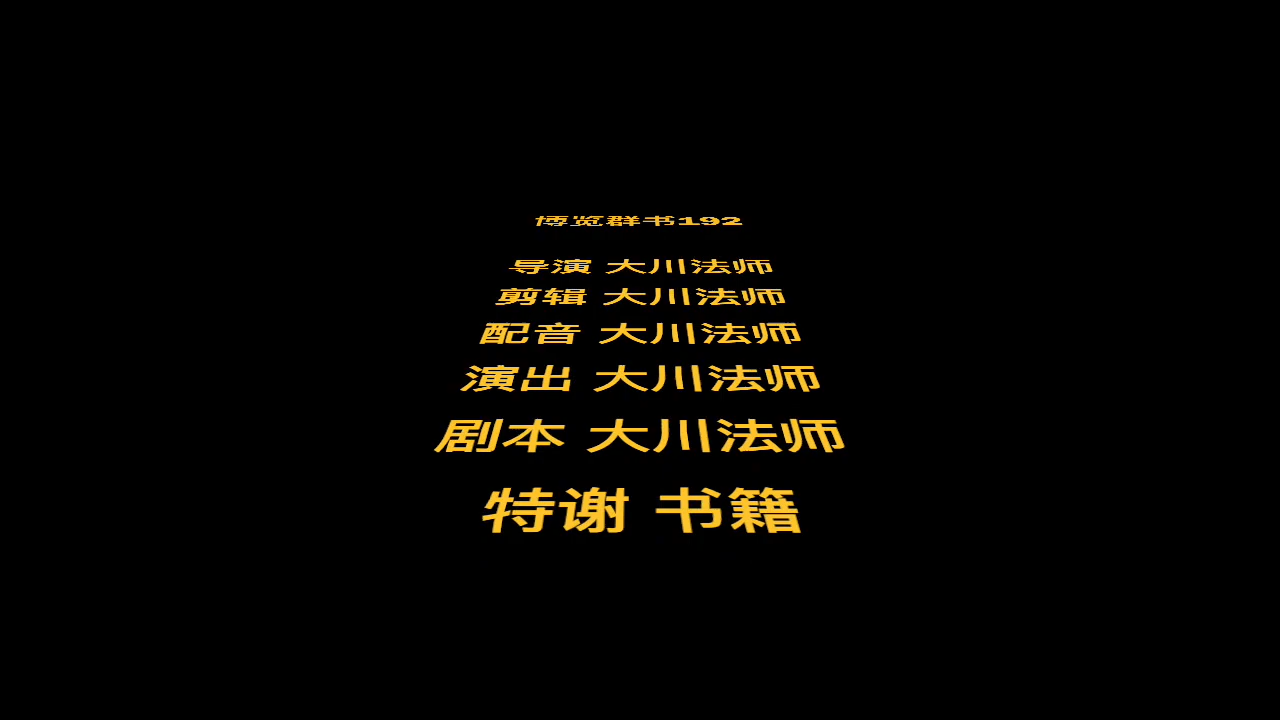 博览群书192
导演 大川法师
剪辑 大川法师
配音 大川法师
演出 大川法师
剧本 大川法师
特谢 书籍